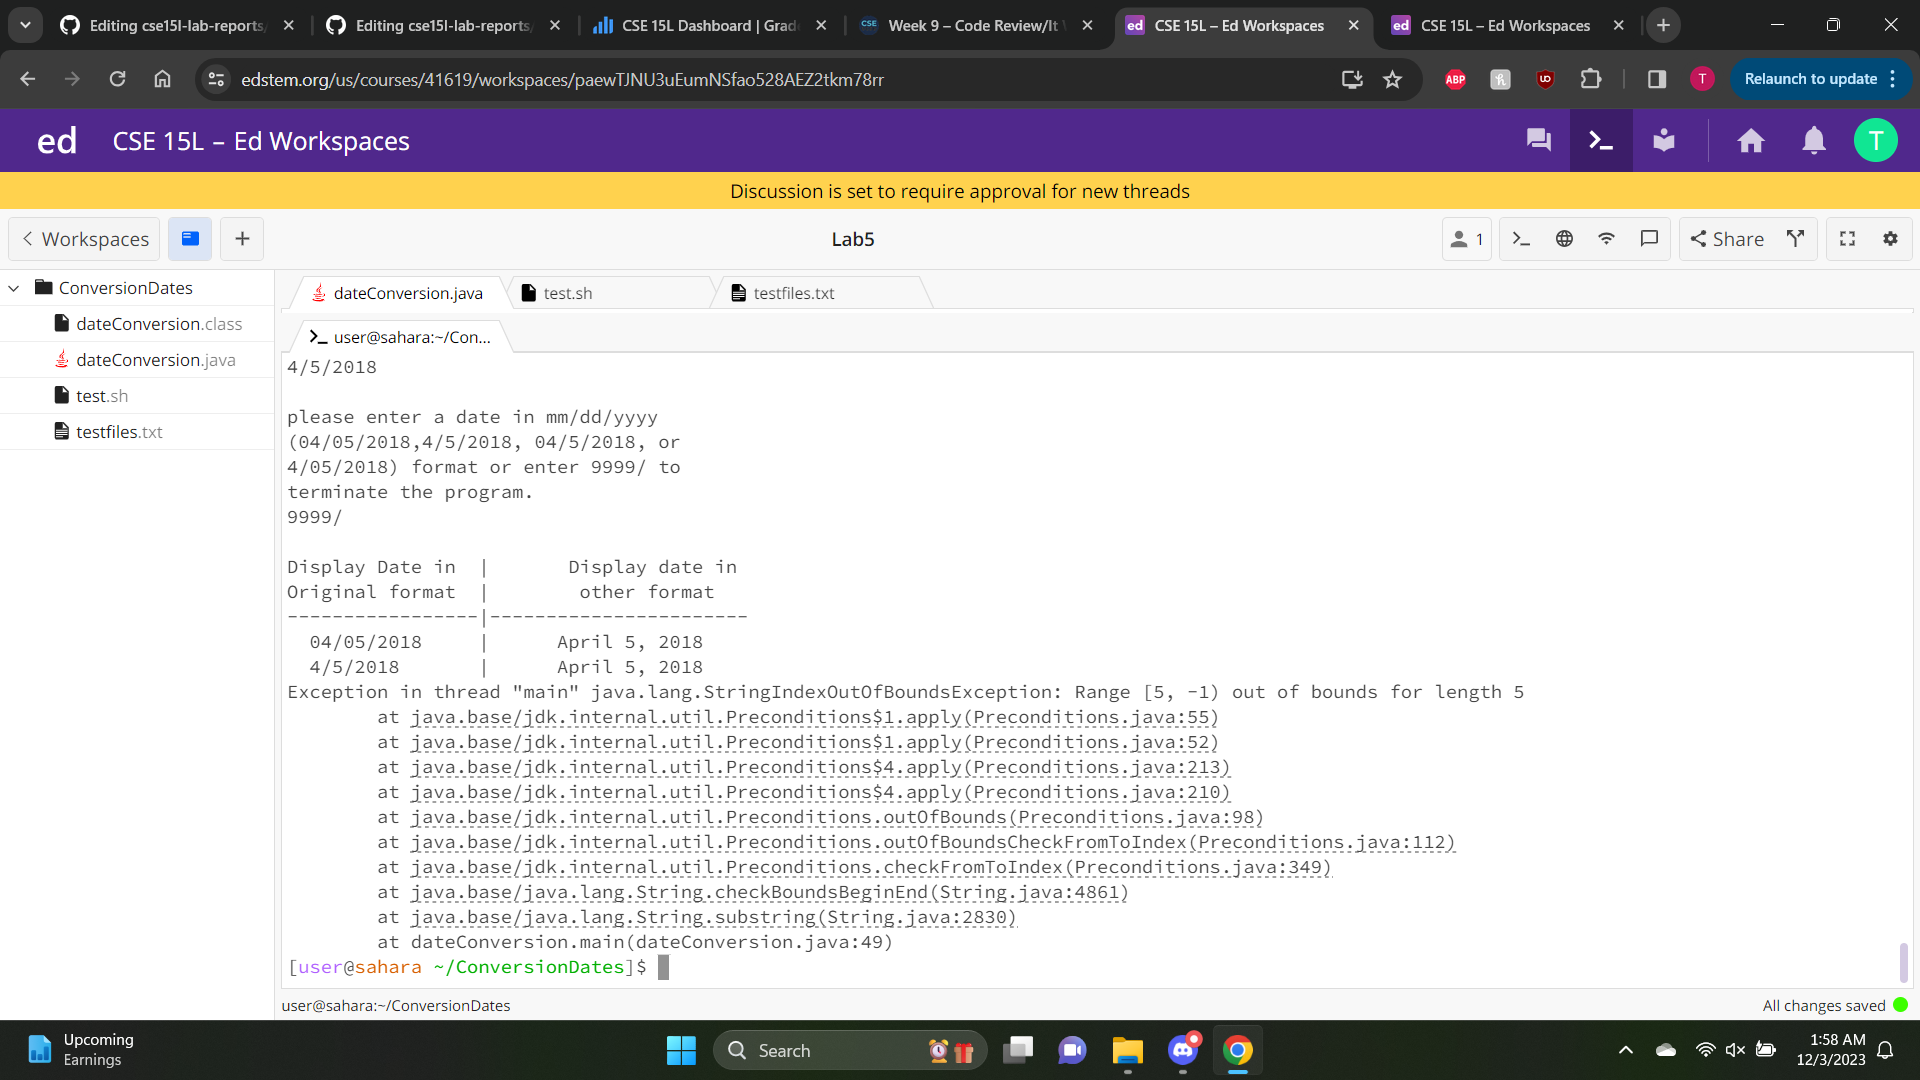 Editing cse15l-lab-reports/
Editing cse15l-lab-reports/
CSE 15L Dashboard | Grad
CSE
Week 9 – Code Review/It
ed
CSE 15L – Ed Workspaces
ed
CSE 15L – Ed Workspaces
edstem.org/us/courses/41619/workspaces/paewTJNU3uEumNSfao528AEZ2tkm78rr
ABP
T
Relaunch to update
ed
CSE 15L – Ed Workspaces
T
Discussion is set to require approval for new threads
Workspaces
Lab5
1
Share
ConversionDates
dateConversion.class
dateConversion.java
test.sh
testfiles.txt
dateConversion.java
test.sh
testfiles.txt
user@sahara:~/Con...
4/5/2018
please enter a date in mm/dd/yyyy
(04/05/2018,4/5/2018, 04/5/2018, or
4/05/2018) format or enter 9999/ to
terminate the program.
9999/
Display Date in  |       Display date in
Original format  |        other format
-----------------|-----------------------
  04/05/2018     |      April 5, 2018
  4/5/2018       |      April 5, 2018
Exception in thread "main" java.lang.StringIndexOutOfBoundsException: Range [5, -1) out of bounds for length 5
        at java.base/jdk.internal.util.Preconditions$1.apply(Preconditions.java:55)
        at java.base/jdk.internal.util.Preconditions$1.apply(Preconditions.java:52)
        at java.base/jdk.internal.util.Preconditions$4.apply(Preconditions.java:213)
        at java.base/jdk.internal.util.Preconditions$4.apply(Preconditions.java:210)
        at java.base/jdk.internal.util.Preconditions.outOfBounds(Preconditions.java:98)
        at java.base/jdk.internal.util.Preconditions.outOfBoundsCheckFromToIndex(Preconditions.java:112)
        at java.base/jdk.internal.util.Preconditions.checkFromToIndex(Preconditions.java:349)
        at java.base/java.lang.String.checkBoundsBeginEnd(String.java:4861)
        at java.base/java.lang.String.substring(String.java:2830)
        at dateConversion.main(dateConversion.java:49)
[user@sahara ~/ConversionDates]$
user@sahara:~/ConversionDates
All changes saved
Upcoming
Earnings
Search
1:58 AM
12/3/2023